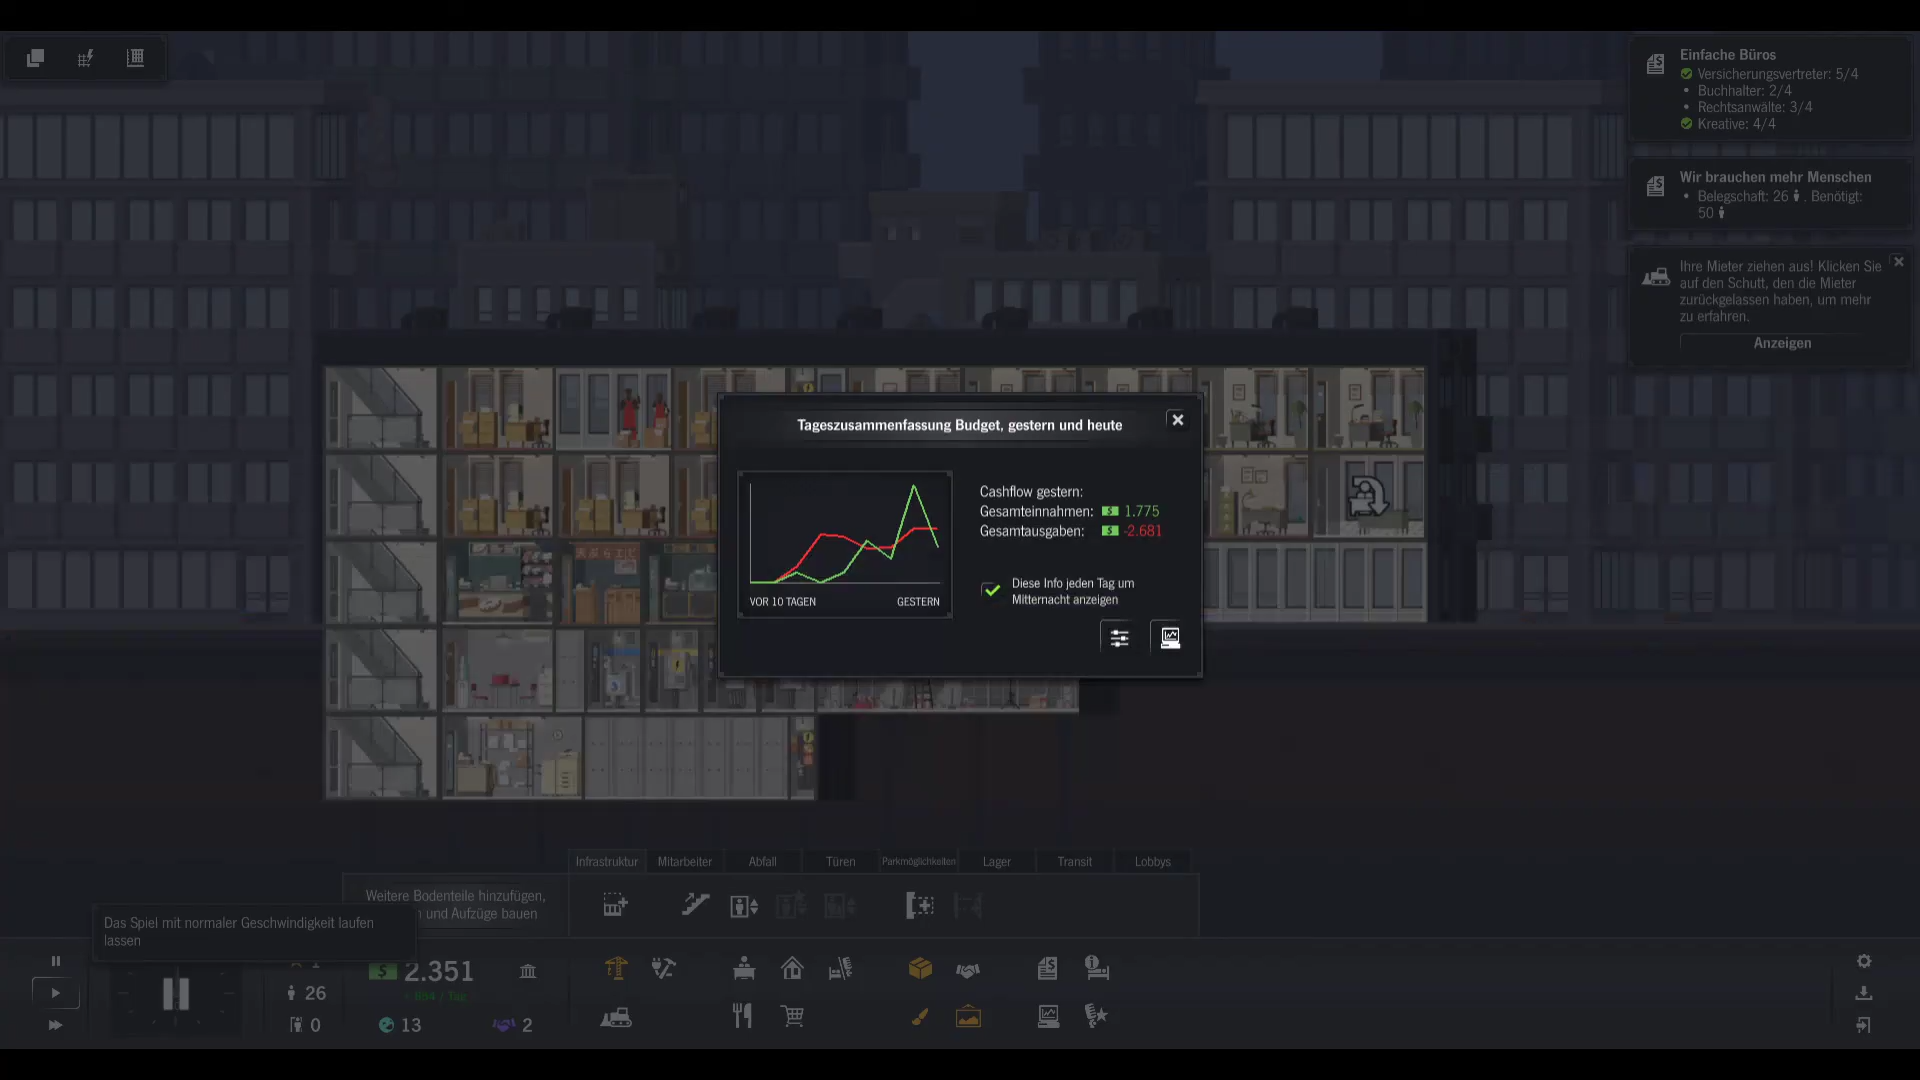 Einfache Büros
Versicherungsvertreter: 5/4
• Buchhalter: 2/4
• Rechtsanwälte: 3/4
Kreative: 4/4
Wir brauchen mehr Menschen
• Belegschaft: 26 . Benötigt:
50
Ihre Mieter ziehen aus! Klicken Sie
auf den Schutt, den die Mieter
zurückgelassen haben, um mehr
zu erfahren.
Anzeigen
Tageszusammenfassung Budget, gestern und heute
Cashflow gestern:
Gesamteinnahmen: $ 1.775
Gesamtausgaben: $ -2.681
Diese Info jeden Tag um
Mitternacht anzeigen
VOR 10 TAGEN
GESTERN
Infrastruktur
Mitarbeiter
Abfall
Türen
Parkmöglichkeiten
Lager
Transit
Lobbys
Weitere Bodenteile hinzufügen,
und Aufzüge bauen
Das Spiel mit normaler Geschwindigkeit laufen
lassen
$ 2.351
26
0
13
2